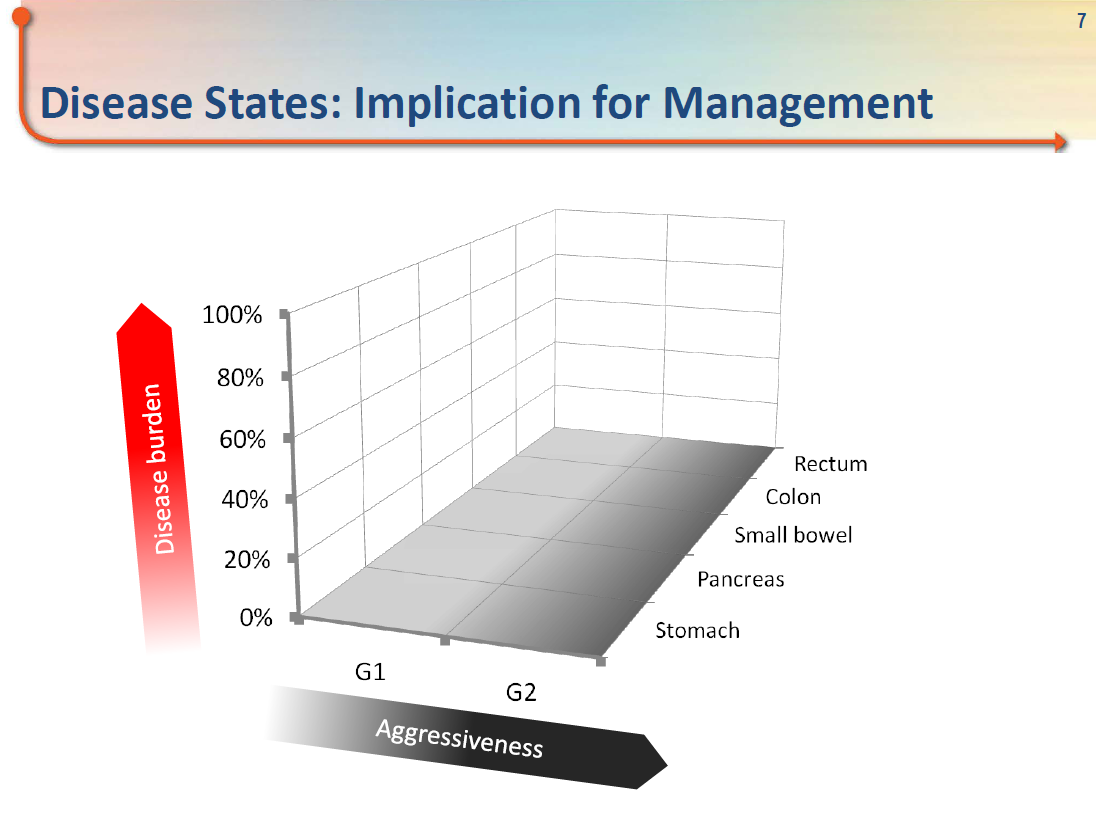 7
Disease States: Implication for Management
100%
80%
60%
40%
20%
0%
Disease burden
Rectum
Colon
Small bowel
Pancreas
Stomach
G1
G2
Aggressiveness